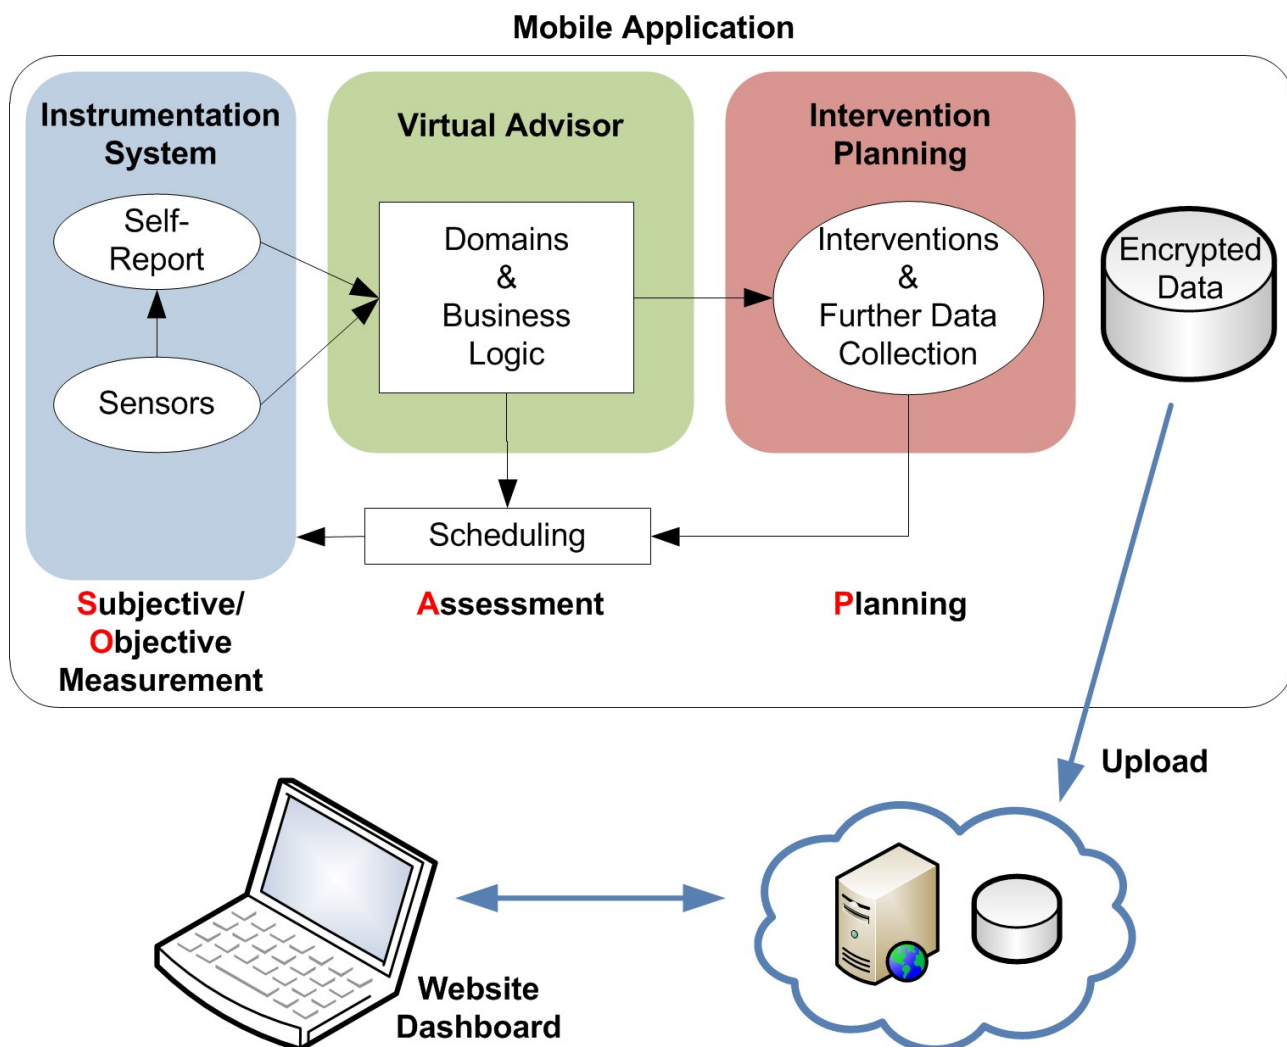 Mobile Application
Instrumentation
System
Self-
Report
Sensors
Virtual Advisor
Domains
&
Business
Logic
Intervention
Planning
Interventions
&
Further Data
Collection
Encrypted
Data
Scheduling
Subjective/
Objective
Measurement
Assessment
Planning
Upload
Website
Dashboard